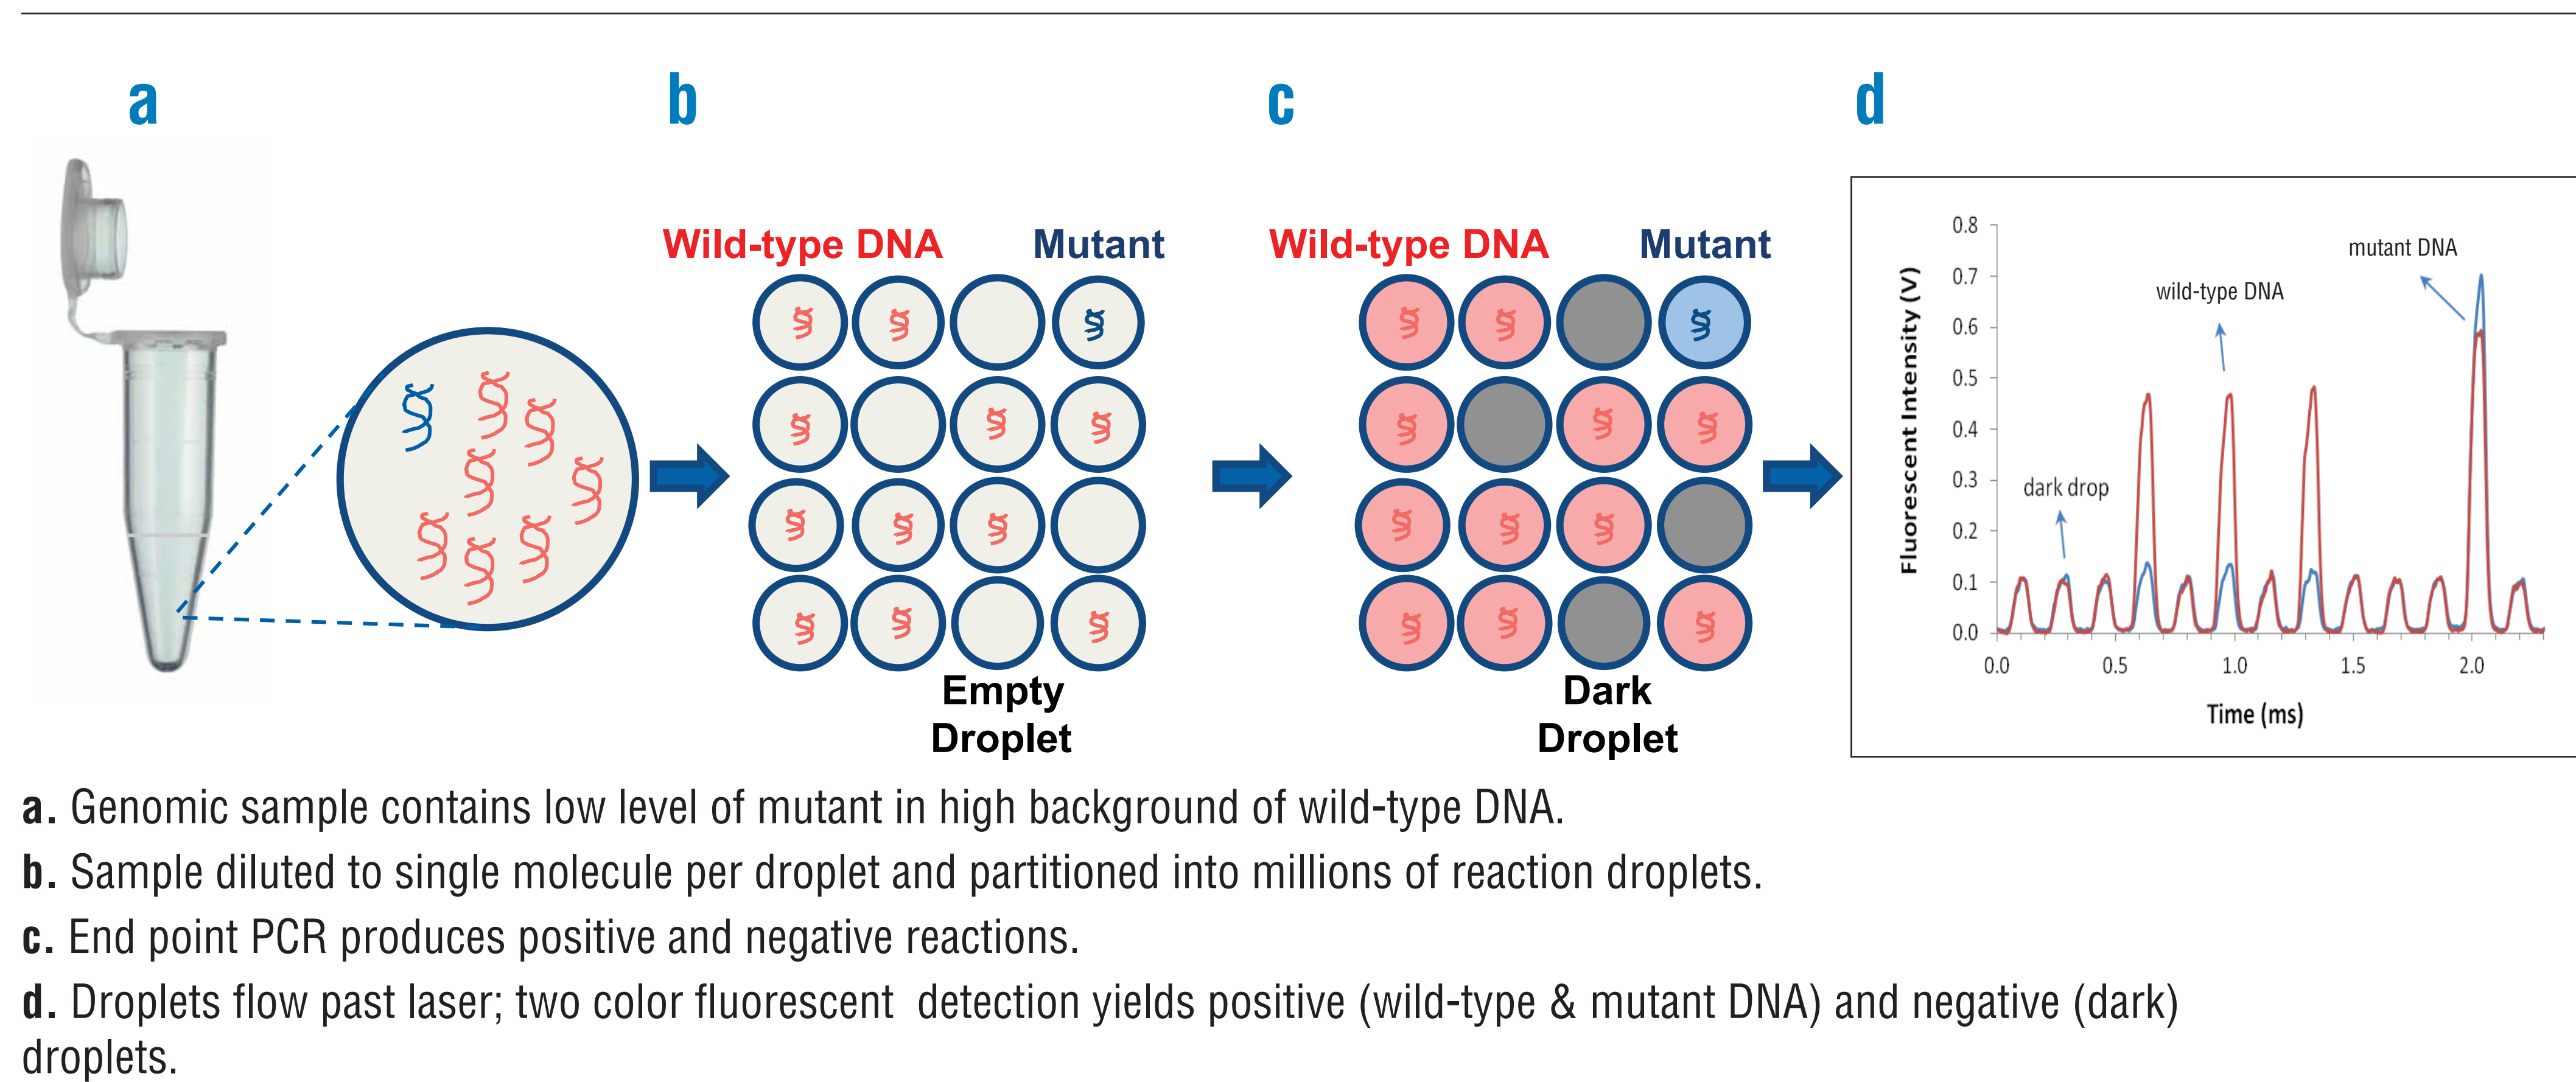 a
b
c
d
Wild-type DNA
Mutant
Empty
Droplet
Wild-type DNA
Mutant
Dark
Droplet
Fluorescent Intensity (V)
0.8
0.7
0.6
0.5
0.4
0.3
0.2
0.1
0.0
dark drop
wild-type DNA
mutant DNA
0.0 0.5 1.0 1.5 2.0
Time (ms)
a. Genomic sample contains low level of mutant in high background of wild-type DNA.
b. Sample diluted to single molecule per droplet and partitioned into millions of reaction droplets.
c. End point PCR produces positive and negative reactions.
d. Droplets flow past laser; two color fluorescent  detection yields positive (wild-type & mutant DNA) and negative (dark)
droplets.